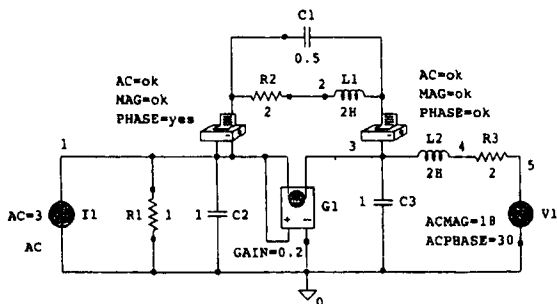 C1
0.5
AC=ok
MAG=ok
PHASE=yes
R2
2
2
L1
2H
AC=ok
MAG=ok
PHASE=ok
1
3
L2
2H
4
R3
2
5
AC=3
I1
AC
R1
1
1
C2
G1
+ -
GAIN=0.2
1
C3
ACMAG=18
ACPHASE=30
V1
0